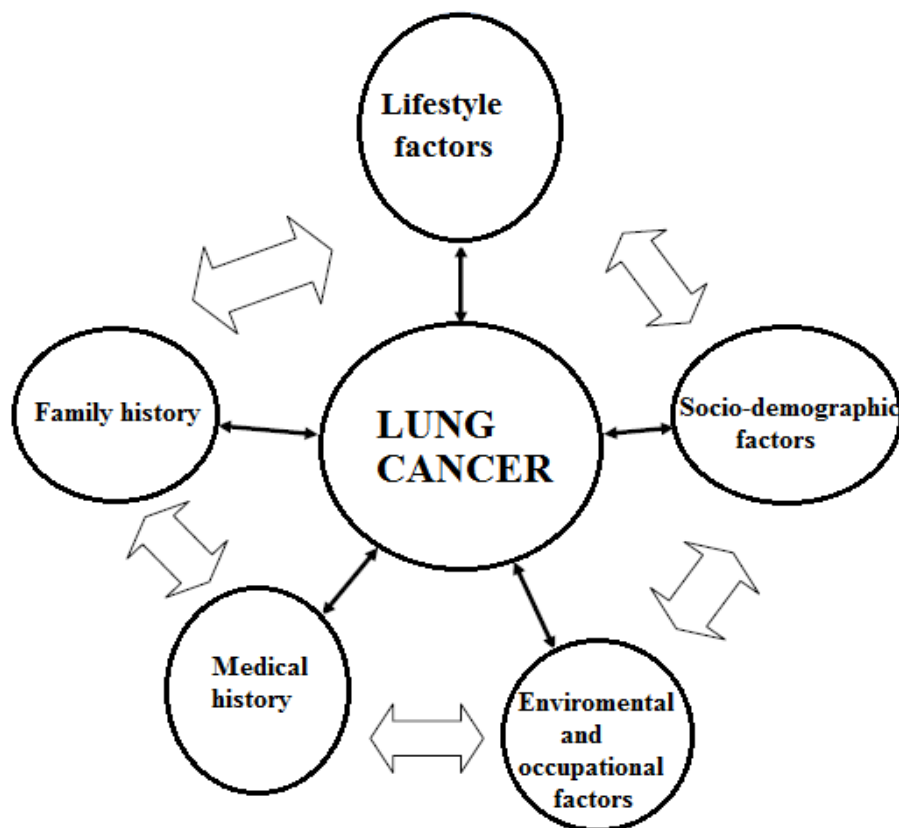 Lifestyle
factors
Family history
LUNG
CANCER
Socio-demographic
factors
Medical
history
Enviromental
and
occupational
factors